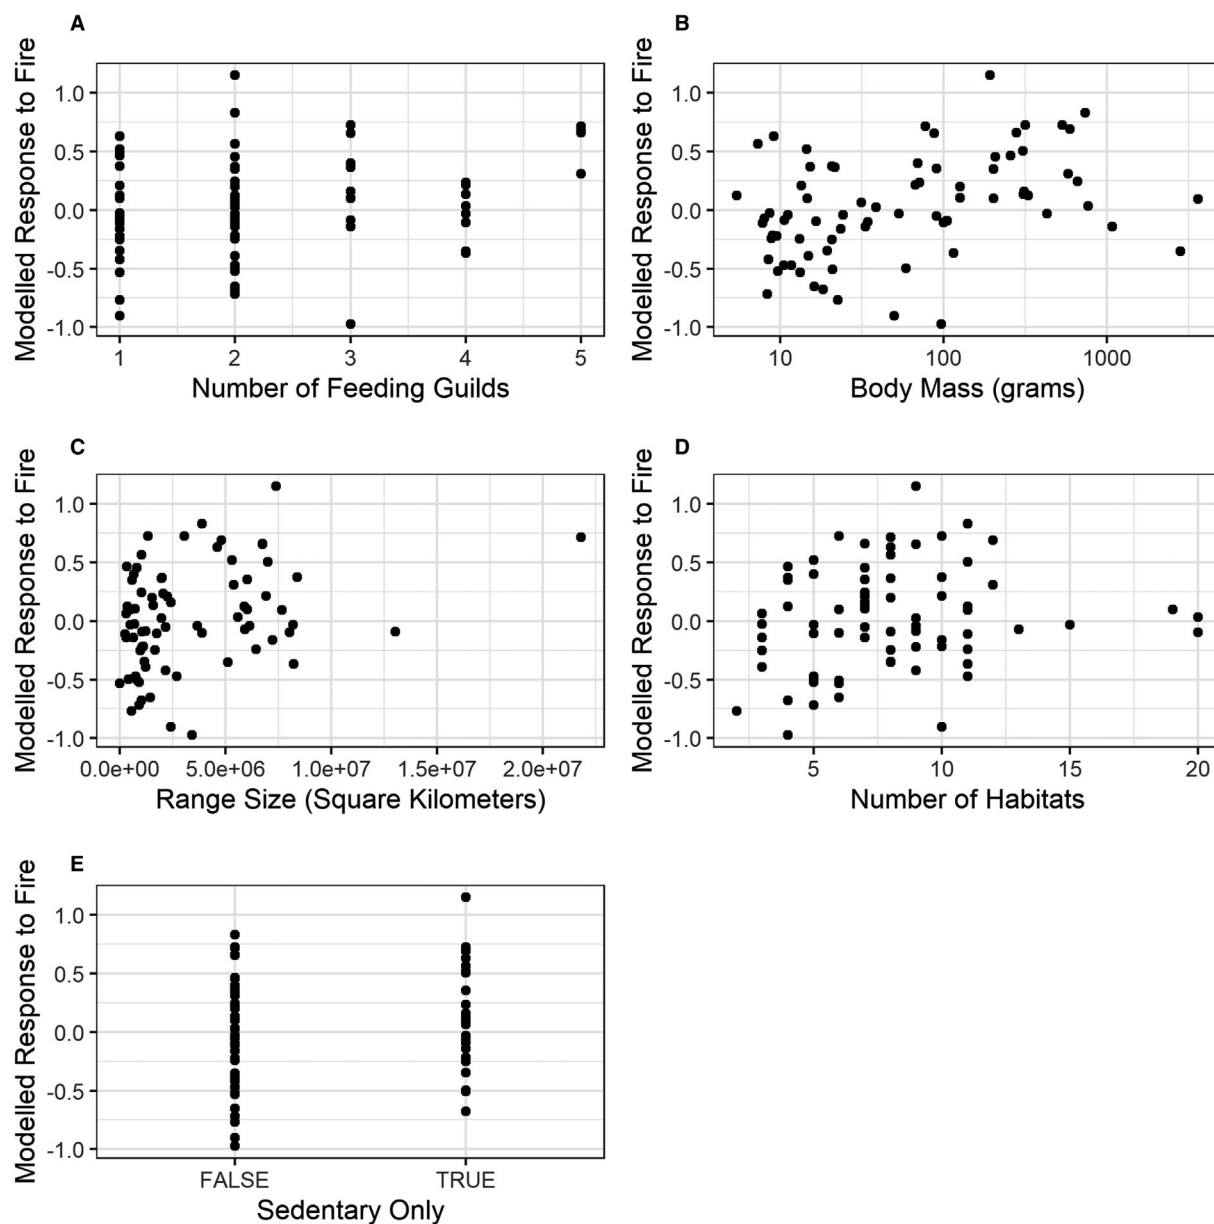 A
Modelled Response to Fire
1.0
0.5
0.0
-0.5
-1.0
1 2 3 4 5
Number of Feeding Guilds
B
Modelled Response to Fire
1.0
0.5
0.0
-0.5
-1.0
10 100 1000
Body Mass (grams)
C
Modelled Response to Fire
1.0
0.5
0.0
-0.5
-1.0
0.0e+00 5.0e+06 1.0e+07 1.5e+07 2.0e+07
Range Size (Square Kilometers)
D
Modelled Response to Fire
1.0
0.5
0.0
-0.5
-1.0
5 10 15 20
Number of Habitats
E
Modelled Response to Fire
1.0
0.5
0.0
-0.5
-1.0
FALSE TRUE
Sedentary Only